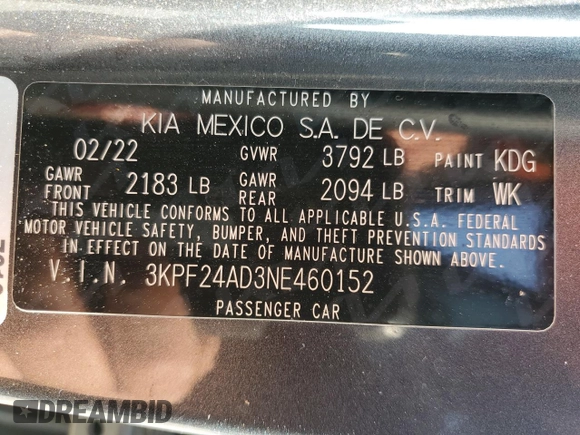 MANUFACTURED BY
KIA MEXICO S.A. DE C.V.
02/22 GVWR 3792 LB PAINT KDG
GAWR FRONT 2183 LB GAWR REAR 2094 LB TRIM WK
THIS VEHICLE CONFORMS TO ALL APPLICABLE U.S.A. FEDERAL
MOTOR VEHICLE SAFETY, BUMPER, AND THEFT PREVENTION STANDARDS
IN EFFECT ON THE DATE OF MANUFACTURE SHOWN ABOVE.
V.I.N. 3KPF24AD3NE460152
PASSENGER CAR
DREAMBID